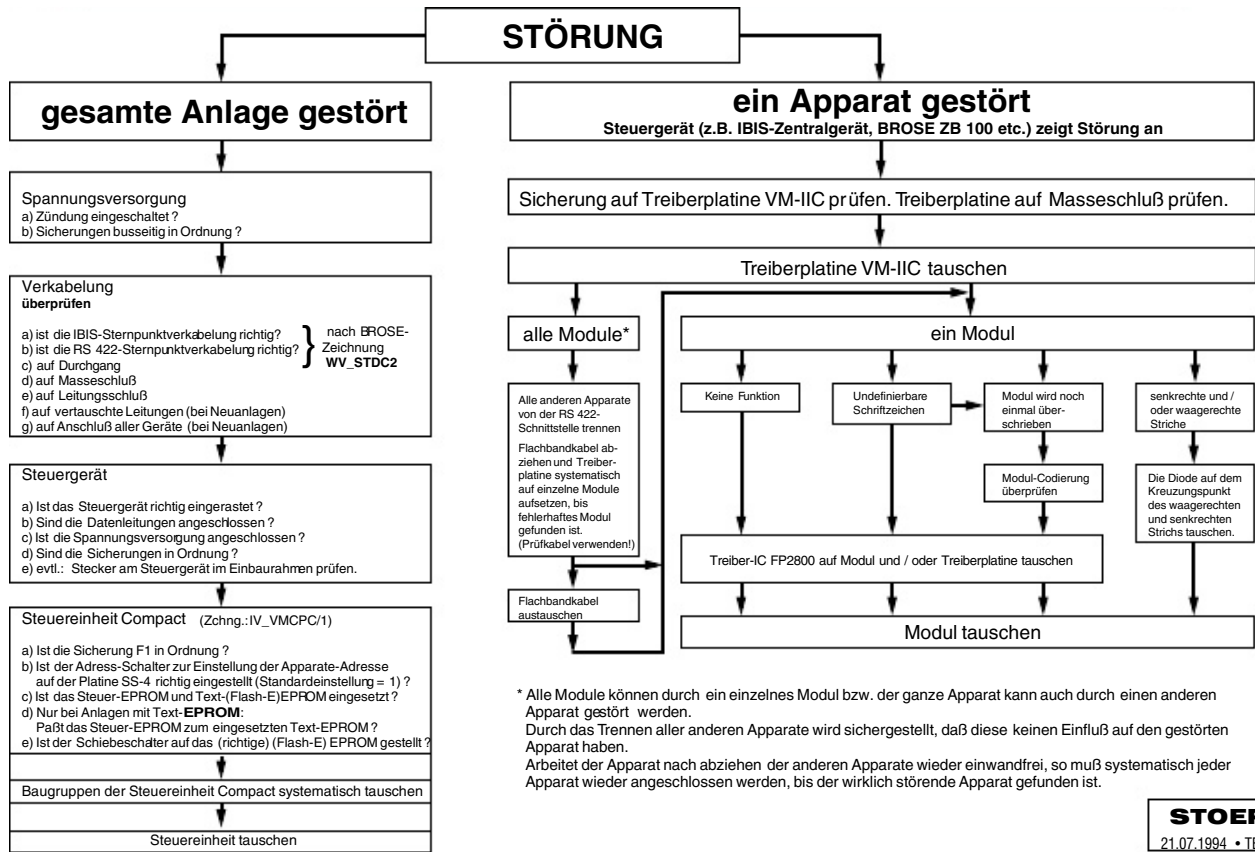 STÖRUNG
gesamte Anlage gestört
Spannungsversorgung
a) Zündung eingeschaltet ?
b) Sicherungen busseitig in Ordnung ?
Verkabelung
überprüfen
a) ist die IBIS-Sternpunktverkabelung richtig?
b) ist die RS 422-Sternpunktverkabelung richtig?
} nach BROSE-
Zeichnung
WV_STDC2
c) auf Durchgang
d) auf Masseschluß
e) auf Leitungsschluß
f) auf vertauschte Leitungen (bei Neuanlagen)
g) auf Anschluß aller Geräte (bei Neuanlagen)
Steuergerät
a) Ist das Steuergerät richtig eingerastet ?
b) Sind die Datenleitungen angeschlossen ?
c) Ist die Spannungsversorgung angeschlossen ?
d) Sind die Sicherungen in Ordnung ?
e) evtl.: Stecker am Steuergerät im Einbaurahmen prüfen.
Steuereinheit Compact (Zchng.: IV_VMCPC/1)
a) Ist die Sicherung F1 in Ordnung ?
b) Ist der Adress-Schalter zur Einstellung der Apparate-Adresse
auf der Platine SS-4 richtig eingestellt (Standardeinstellung = 1) ?
c) Ist das Steuer-EPROM und Text-(Flash-E)EPROM eingesetzt ?
d) Nur bei Anlagen mit Text-EPROM:
Paßt das Steuer-EPROM zum eingesetzten Text-EPROM ?
e) Ist der Schiebeschalter auf das (richtige) (Flash-E) EPROM gestellt ?
Baugruppen der Steuereinheit Compact systematisch tauschen
Steuereinheit tauschen
ein Apparat gestört
Steuergerät (z.B. IBIS-Zentralgerät, BROSE ZB 100 etc.) zeigt Störung an
Sicherung auf Treiberplatine VM-IIC prüfen. Treiberplatine auf Masseschluß prüfen.
Treiberplatine VM-IIC tauschen
alle Module*
Alle anderen Apparate
von der RS 422-
Schnittstelle trennen
Flachbandkabel ab-
ziehen und Treiber-
platine systematisch
auf einzelne Module
aufsetzen, bis
fehlerhaftes Modul
gefunden ist.
(Prüfkabel verwenden!)
Flachbandkabel
austauschen
ein Modul
Keine Funktion
Undefinierbare
Schriftzeichen
Modul wird noch
einmal über-
schrieben
Modul-Codierung
überprüfen
senkrechte und /
oder waagerechte
Striche
Die Diode auf dem
Kreuzungspunkt
des waagerechten
und senkrechten
Strichs tauschen.
Treiber-IC FP2800 auf Modul und / oder Treiberplatine tauschen
Modul tauschen
* Alle Module können durch ein einzelnes Modul bzw. der ganze Apparat kann auch durch einen anderen
Apparat gestört werden.
Durch das Trennen aller anderen Apparate wird sichergestellt, daß diese keinen Einfluß auf den gestörten
Apparat haben.
Arbeitet der Apparat nach abziehen der anderen Apparate wieder einwandfrei, so muß systematisch jeder
Apparat wieder angeschlossen werden, bis der wirklich störende Apparat gefunden ist.
21.07.1994 •